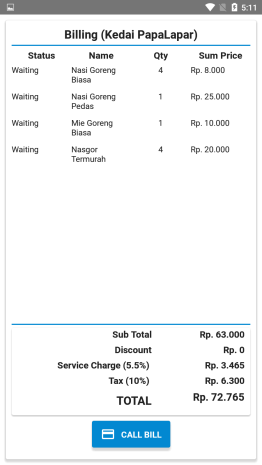 5:11
Billing (Kedai PapaLapar)
Status Name Qty Sum Price
Waiting Nasi Goreng 4 Rp. 8.000
Biasa
Waiting Nasi Goreng 1 Rp. 25.000
Pedas
Waiting Mie Goreng 1 Rp. 10.000
Biasa
Waiting Nasgor 4 Rp. 20.000
Termurah
Sub Total Rp. 63.000
Discount Rp. 0
Service Charge (5.5%) Rp. 3.465
Tax (10%) Rp. 6.300
TOTAL Rp. 72.765
CALL BILL